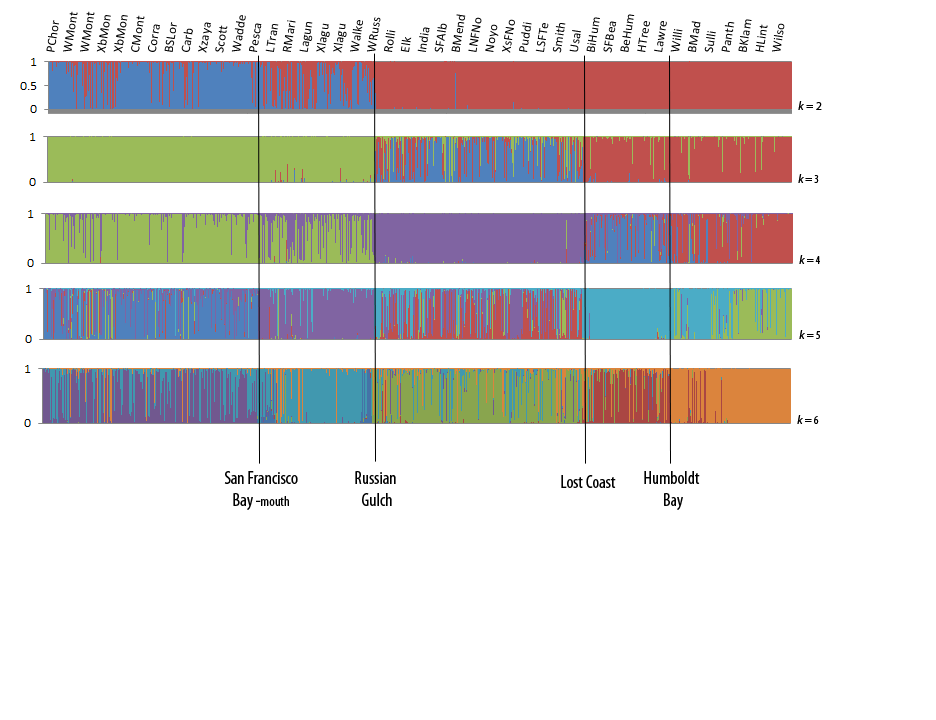 PChor WMont WMont XbMon XbMon CMont Corra BSLor Carb Xzaya Scott Wadde Pesca LTran RMari Lagun Xlagu Xlagu Walke WRuss Rolli Elk India SFAlb BMend LNFNo Noyo XsFNo Puddi LSFTe Smith Usal BiHum SFBea BeHum HTree Lawre Willi BMad Sulli Panth BKlam HLint Wilso
1
0.5
0
k = 2
1
0
k = 3
1
0
k = 4
1
0
k = 5
1
0
k = 6
San Francisco
Bay -mouth
Russian
Gulch
Lost Coast
Humboldt
Bay